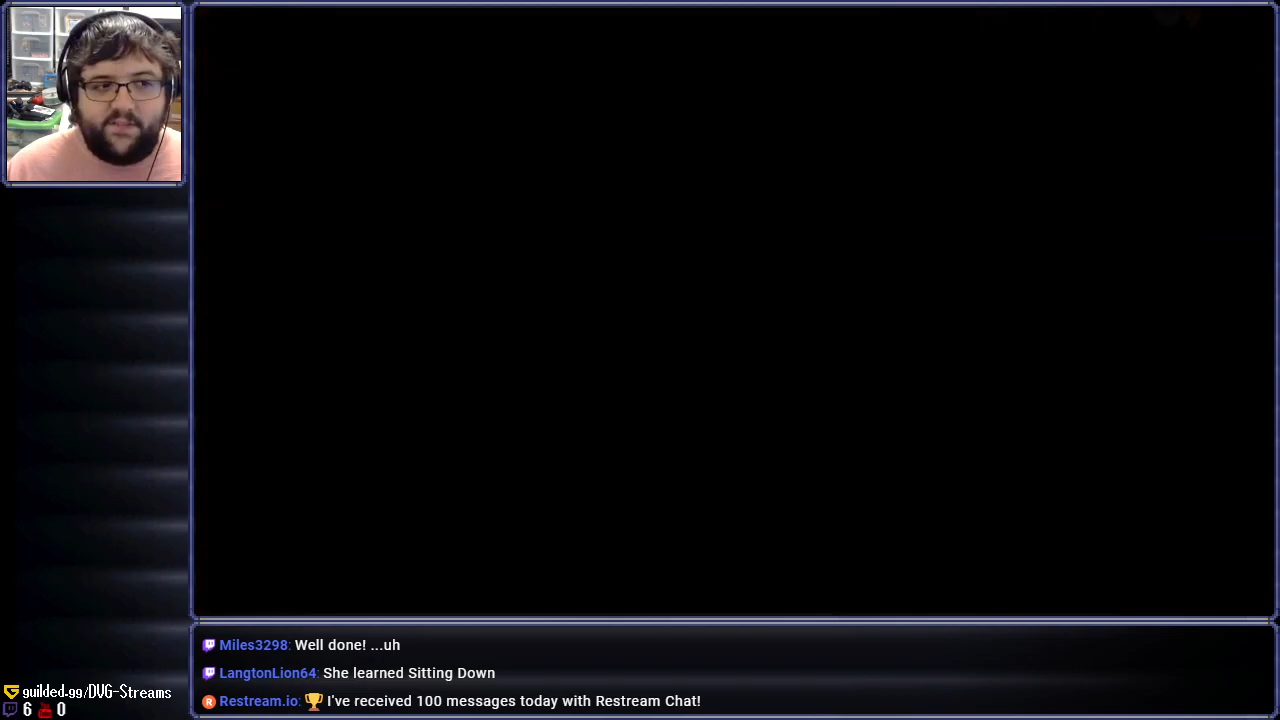 Miles3298: Well done! ...uh
LangtonLion64: She learned Sitting Down
Restream.io: 🏆 I've received 100 messages today with Restream Chat!
guilded.gg/DVG-Streams
6 0